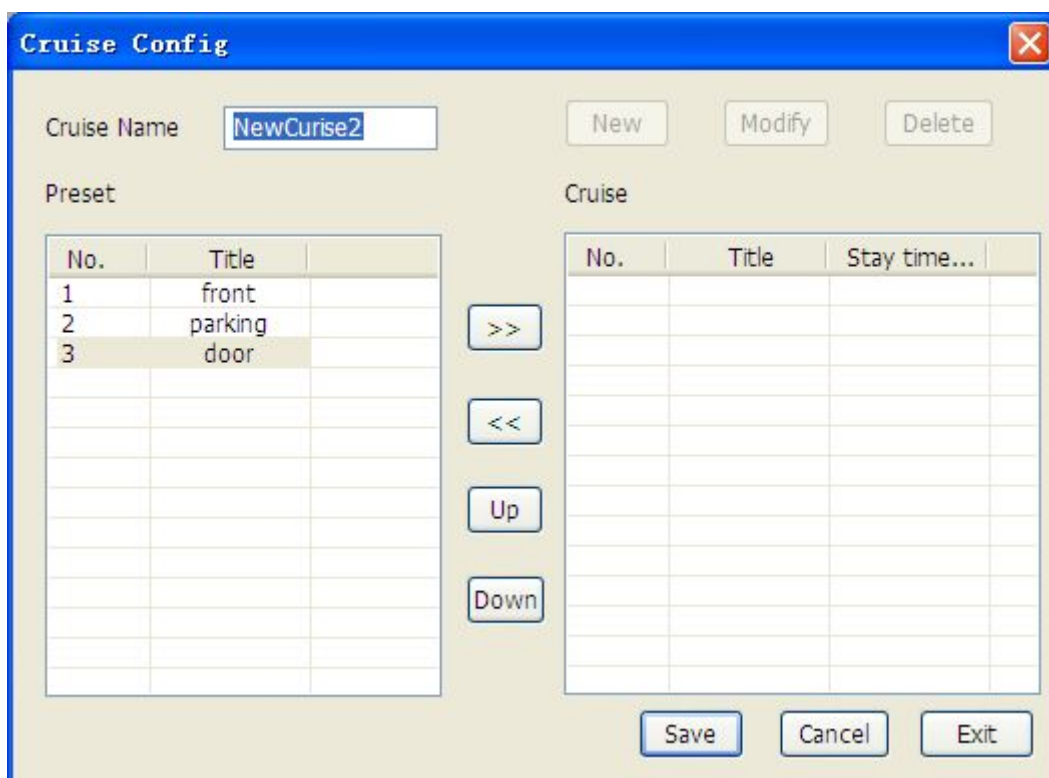 Cruise Config
Cruise Name NewCurise2 New Modify Delete
Preset Cruise
No. Title No. Title Stay time...
1 front
2 parking
3 door
>>
<<
Up
Down
Save Cancel Exit